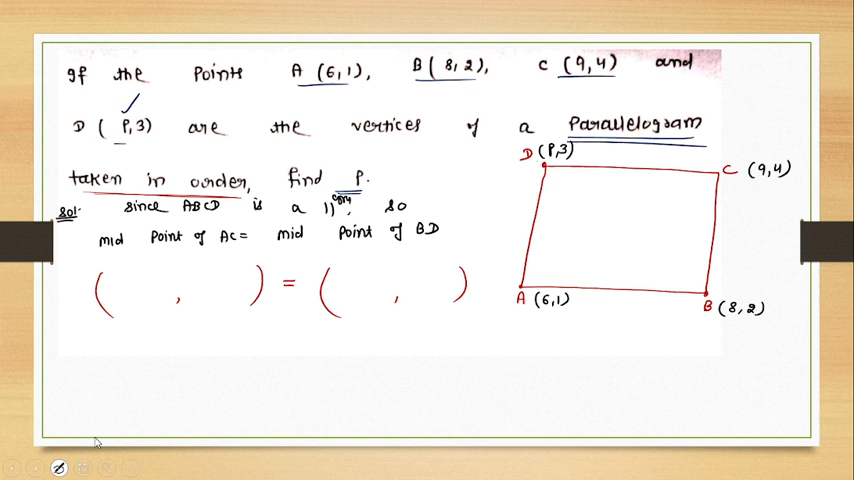 If the Points A (6,1), B( 8,2), C (9,4) and
D ( P,3) are the vertices of a Parallelogram
taken in order, find P.
Sol:- since ABCD is a ||gm, so
mid Point of AC = mid Point of BD
( , ) = ( , )
D (P,3)
C (9,4)
A (6,1)
B (8,2)